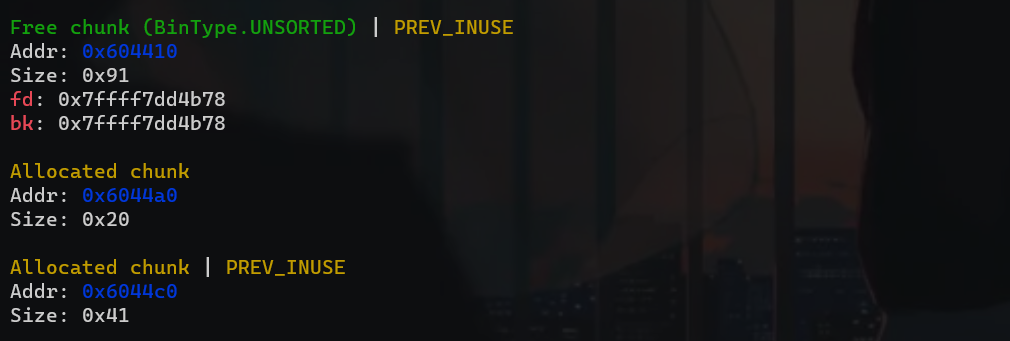 Free chunk (BinType.UNSORTED) | PREV_INUSE
Addr: 0x604410
Size: 0x91
fd: 0x7ffff7dd4b78
bk: 0x7ffff7dd4b78
Allocated chunk
Addr: 0x6044a0
Size: 0x20
Allocated chunk | PREV_INUSE
Addr: 0x6044c0
Size: 0x41